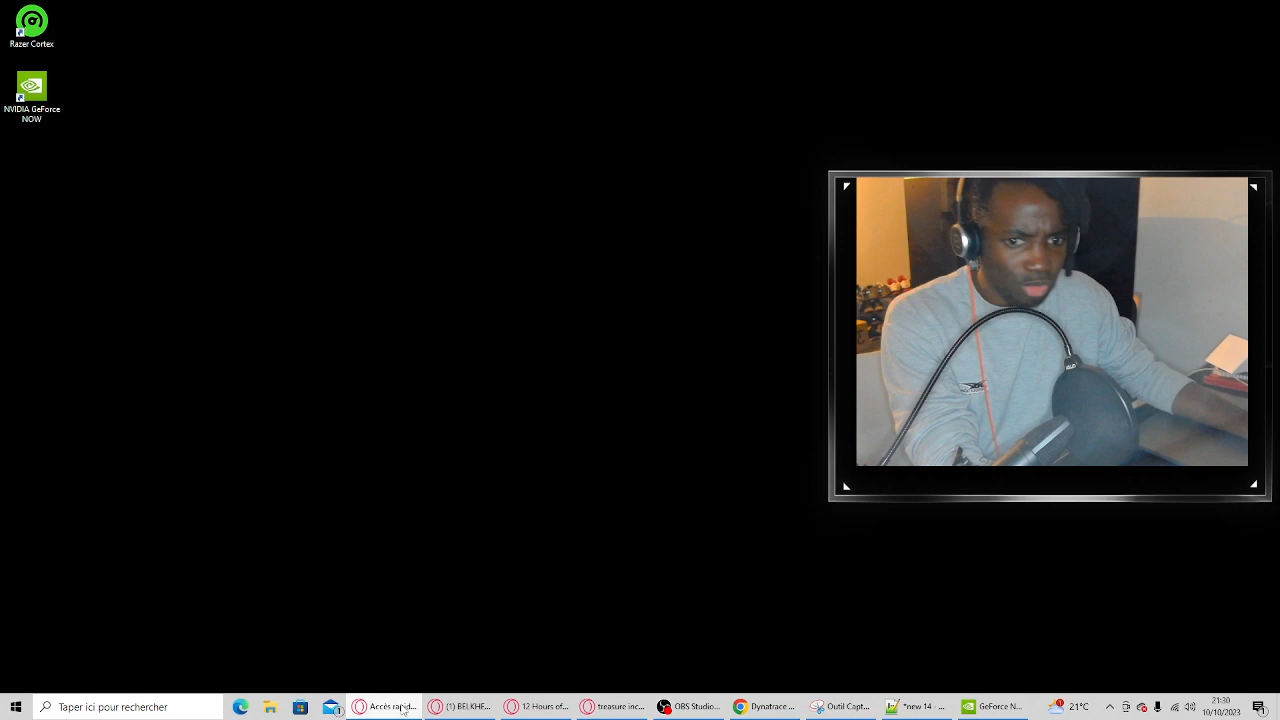 Razer Cortex
NVIDIA GeForce
NOW
Taper ici pour rechercher
1
Accès rapid...
(1) BELKHE...
12 Hours of...
treasure inc...
OBS Studio...
Dynatrace ...
Outil Capt...
*new 14 - ...
GeForce N...
21°C
21:30
10/10/2023